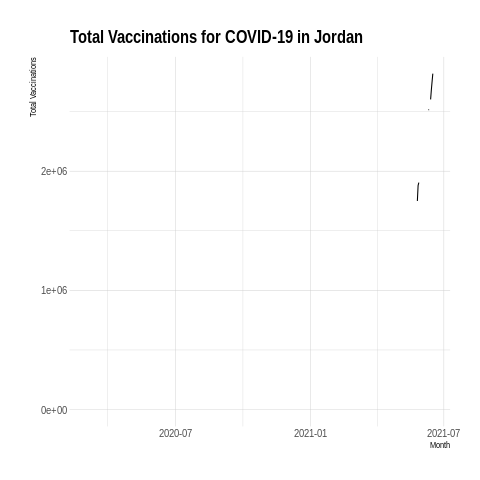 Total Vaccinations for COVID-19 in Jordan
Total Vaccinations
2e+06
1e+06
0e+00
2020-07 2021-01 2021-07
Month